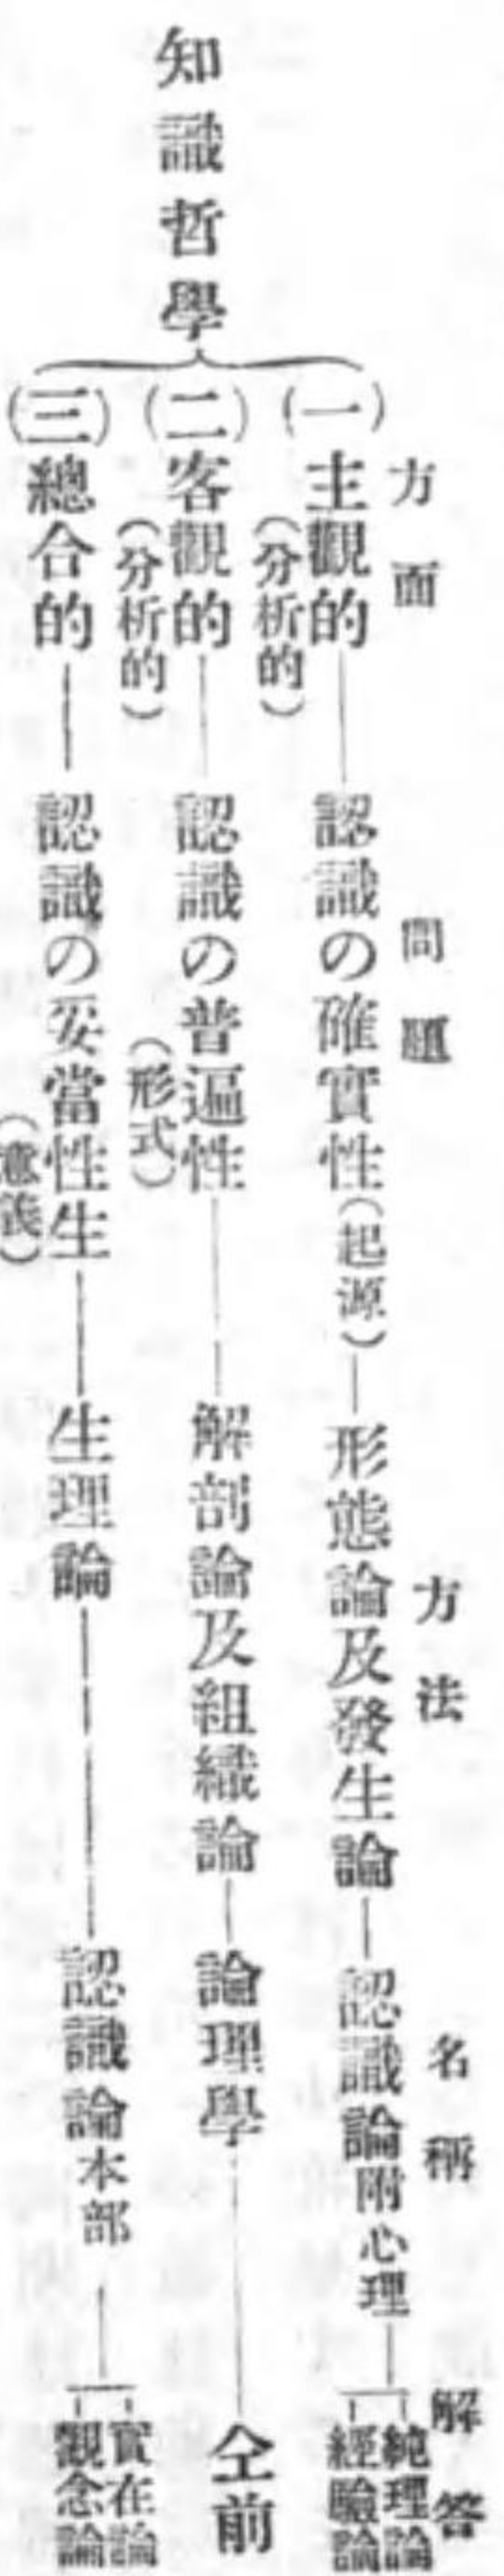 知識哲學
方面 問題 方法 名稱 解答
(一)主觀的(分析的)―認識の確實性(起源)―形態論及發生論―認識論附心理―純理論 經驗論
(二)客觀的(分析的)―認識の普遍性(形式)―解剖論及組織論―論理學―仝前
(三)總合的―認識の妥當性生(意義)―生理論―認識論本部―實在論 觀念論